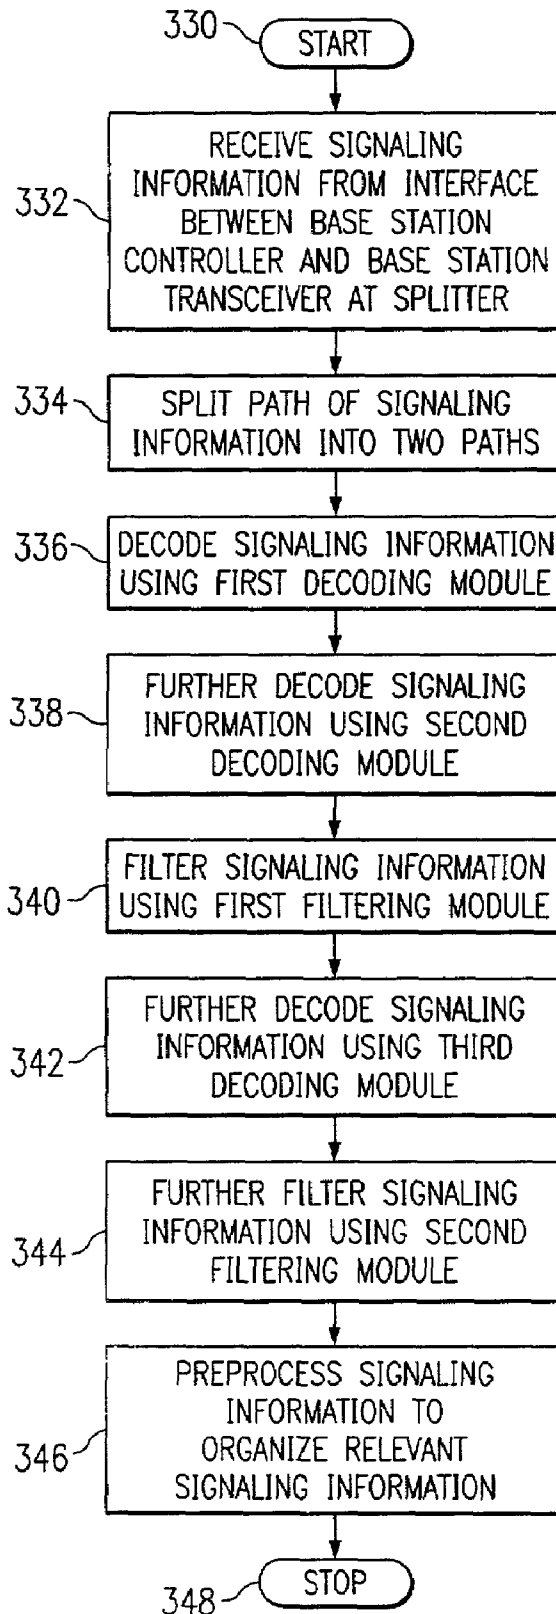 330
START
332
RECEIVE SIGNALING
INFORMATION FROM INTERFACE
BETWEEN BASE STATION
CONTROLLER AND BASE STATION
TRANSCEIVER AT SPLITTER
334
SPLIT PATH OF SIGNALING
INFORMATION INTO TWO PATHS
336
DECODE SIGNALING INFORMATION
USING FIRST DECODING MODULE
338
FURTHER DECODE SIGNALING
INFORMATION USING SECOND
DECODING MODULE
340
FILTER SIGNALING INFORMATION
USING FIRST FILTERING MODULE
342
FURTHER DECODE SIGNALING
INFORMATION USING THIRD
DECODING MODULE
344
FURTHER FILTER SIGNALING
INFORMATION USING SECOND
FILTERING MODULE
346
PREPROCESS SIGNALING
INFORMATION TO
ORGANIZE RELEVANT
SIGNALING INFORMATION
348
STOP